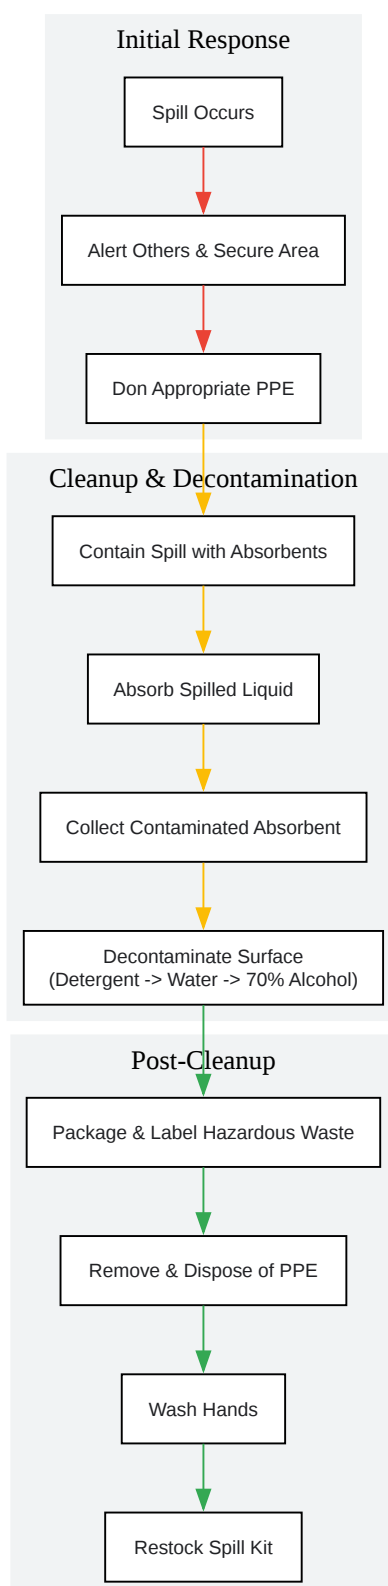 Initial Response
Spill Occurs
Alert Others & Secure Area
Don Appropriate PPE
Cleanup & Decontamination
Contain Spill with Absorbents
Absorb Spilled Liquid
Collect Contaminated Absorbent
Decontaminate Surface
(Detergent -> Water -> 70% Alcohol)
Post-Cleanup
Package & Label Hazardous Waste
Remove & Dispose of PPE
Wash Hands
Restock Spill Kit